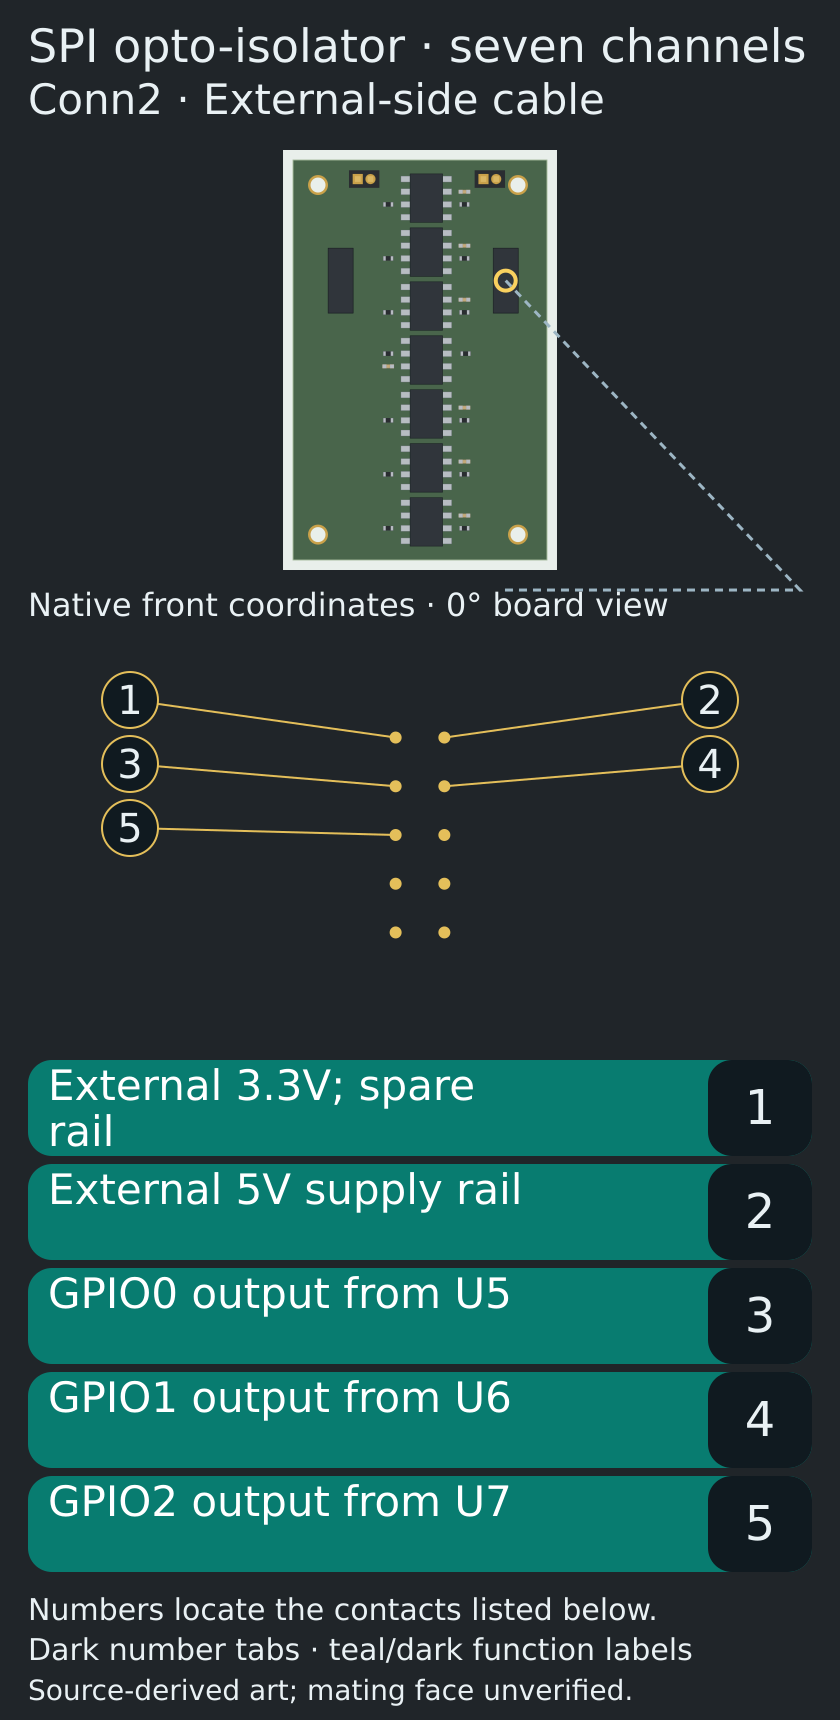 SPI opto-isolator · seven channels
Conn2 · External-side cable
Native front coordinates · 0° board view
1
2
3
4
5
External 3.3V; spare
rail
1
External 5V supply rail
2
GPIO0 output from U5
3
GPIO1 output from U6
4
GPIO2 output from U7
5
Numbers locate the contacts listed below.
Dark number tabs · teal/dark function labels
Source-derived art; mating face unverified.